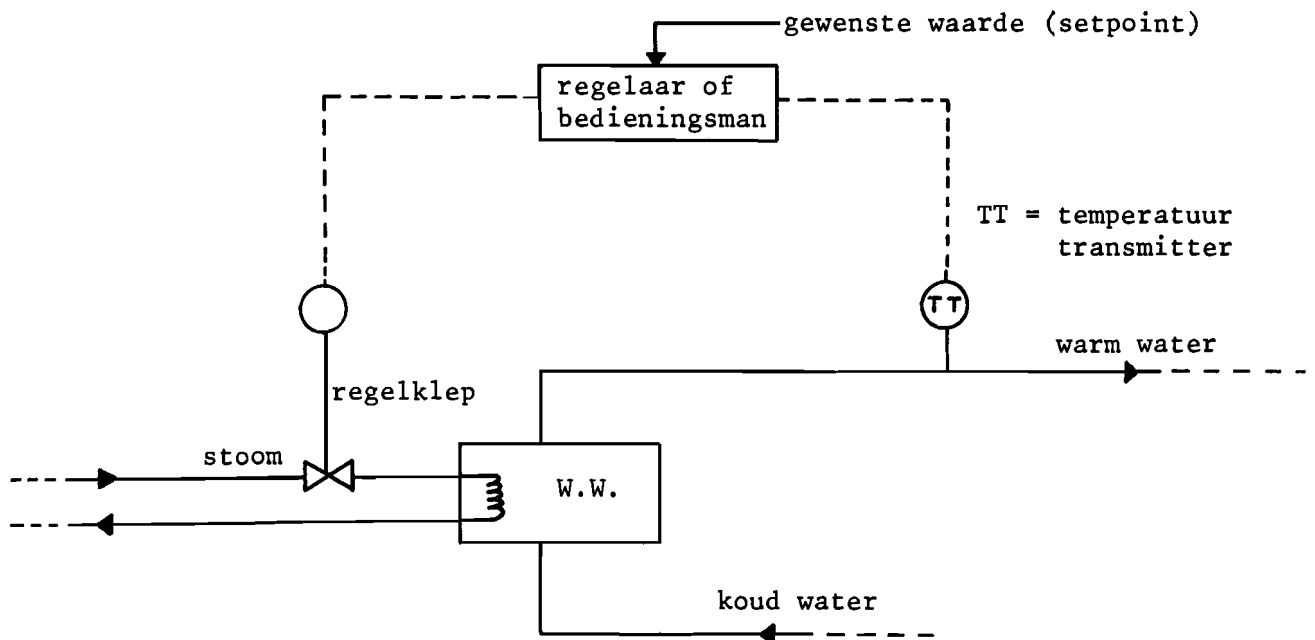 gewenste waarde (setpoint)
regelaar of
bedieningsman
TT = temperatuur
transmitter
TT
warm water
regelklep
stoom
W.W.
koud water